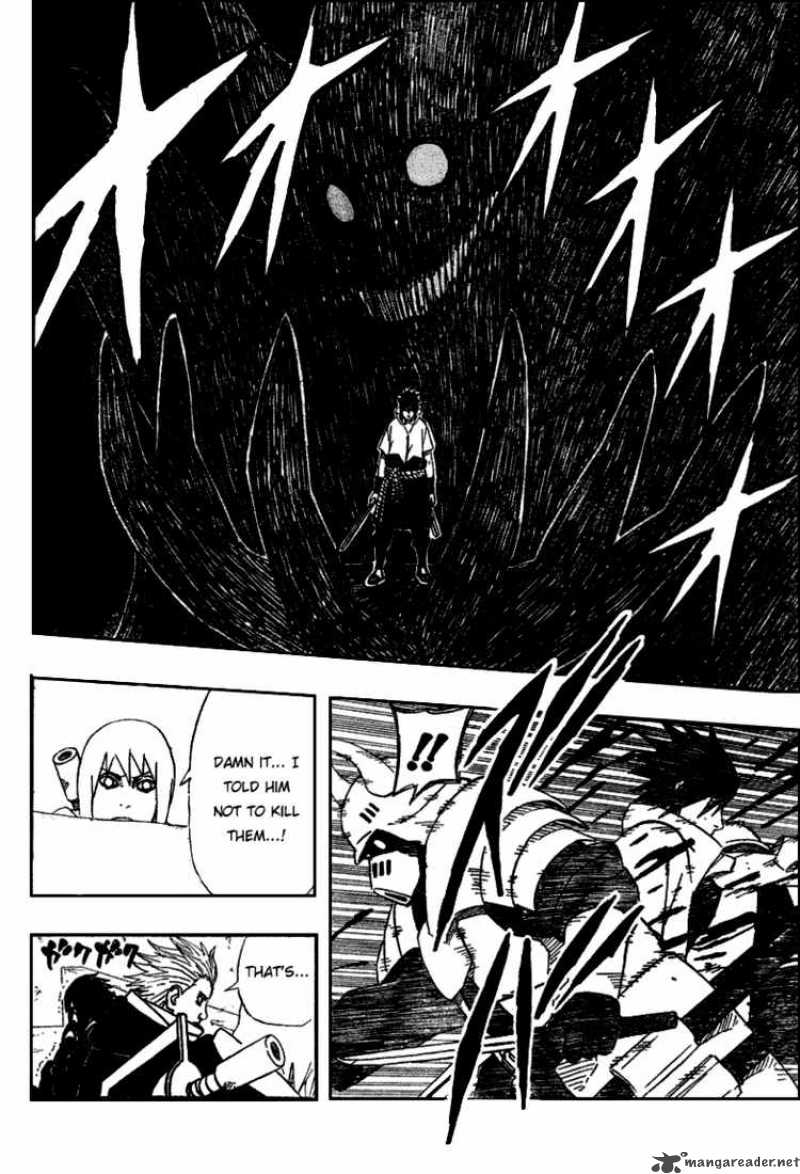 !!
DAMN IT... I
TOLD HIM
NOT TO KILL
THEM...!
THAT'S...
mangareader.net